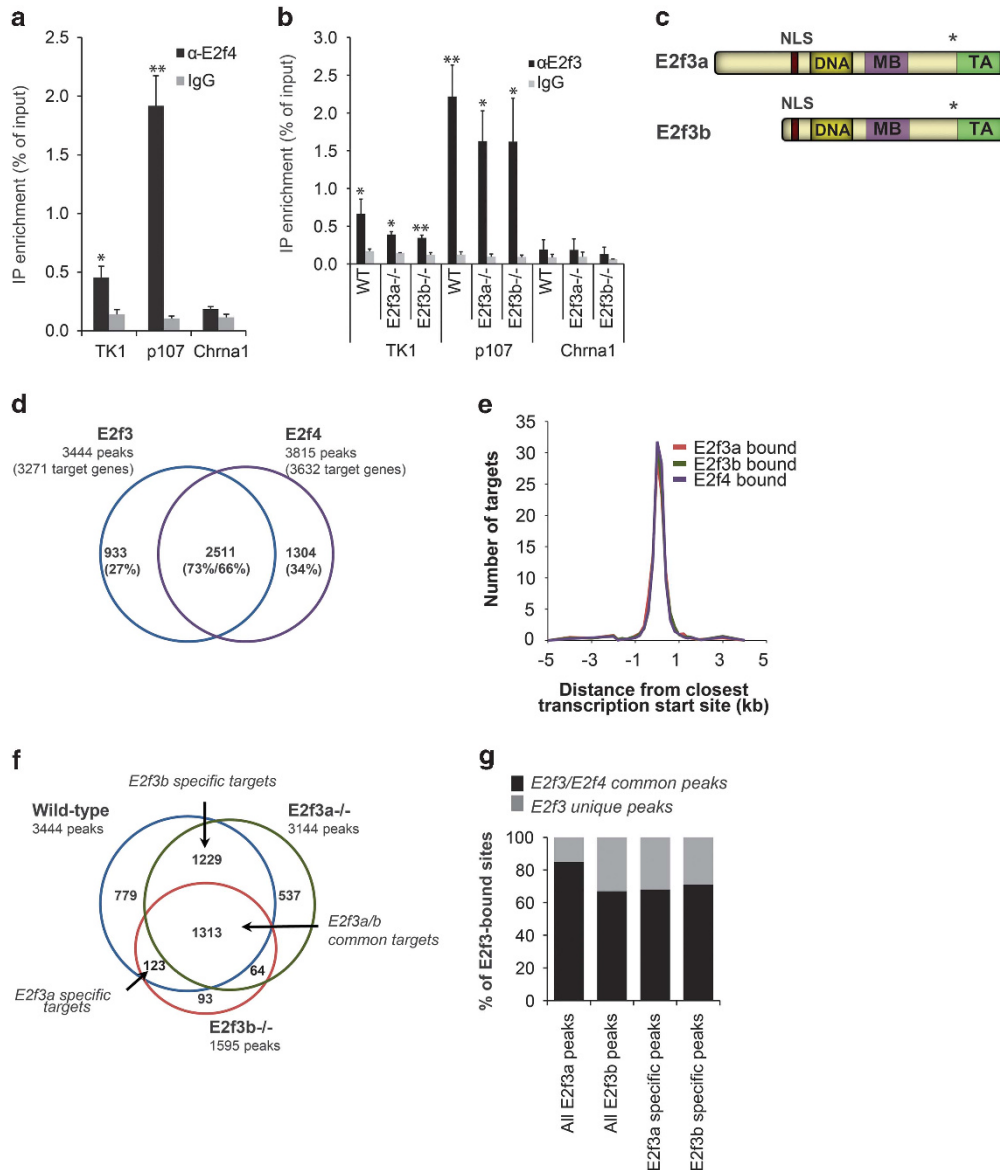 a
2.5
2.0
1.5
1.0
0.5
0.0
IP enrichment (% of input)
α-E2f4
IgG
*
**
TK1 p107 Chrna1
b
3.0
2.5
2.0
1.5
1.0
0.5
0.0
IP enrichment (% of input)
α-E2f3
IgG
* * ** ** * *
WT E2f3a-/- E2f3b-/- WT E2f3a-/- E2f3b-/- WT E2f3a-/- E2f3b-/-
TK1 p107 Chrna1
c
NLS *
E2f3a DNA MB TA
NLS *
E2f3b DNA MB TA
d
E2f3
3444 peaks
(3271 target genes)
E2f4
3815 peaks
(3632 target genes)
933
(27%)
2511
(73%/66%)
1304
(34%)
e
35
30
25
20
15
10
5
0
Number of targets
E2f3a bound
E2f3b bound
E2f4 bound
-5 -3 -1 1 3 5
Distance from closest
transcription start site (kb)
f
E2f3b specific targets
Wild-type
3444 peaks
E2f3a-/-
3144 peaks
1229
779
537
1313
E2f3a/b
common targets
123
64
93
E2f3a specific
targets
E2f3b-/-
1595 peaks
g
E2f3/E2f4 common peaks
E2f3 unique peaks
100
80
60
40
20
0
% of E2f3-bound sites
All E2f3a peaks
All E2f3b peaks
E2f3a specific peaks
E2f3b specific peaks